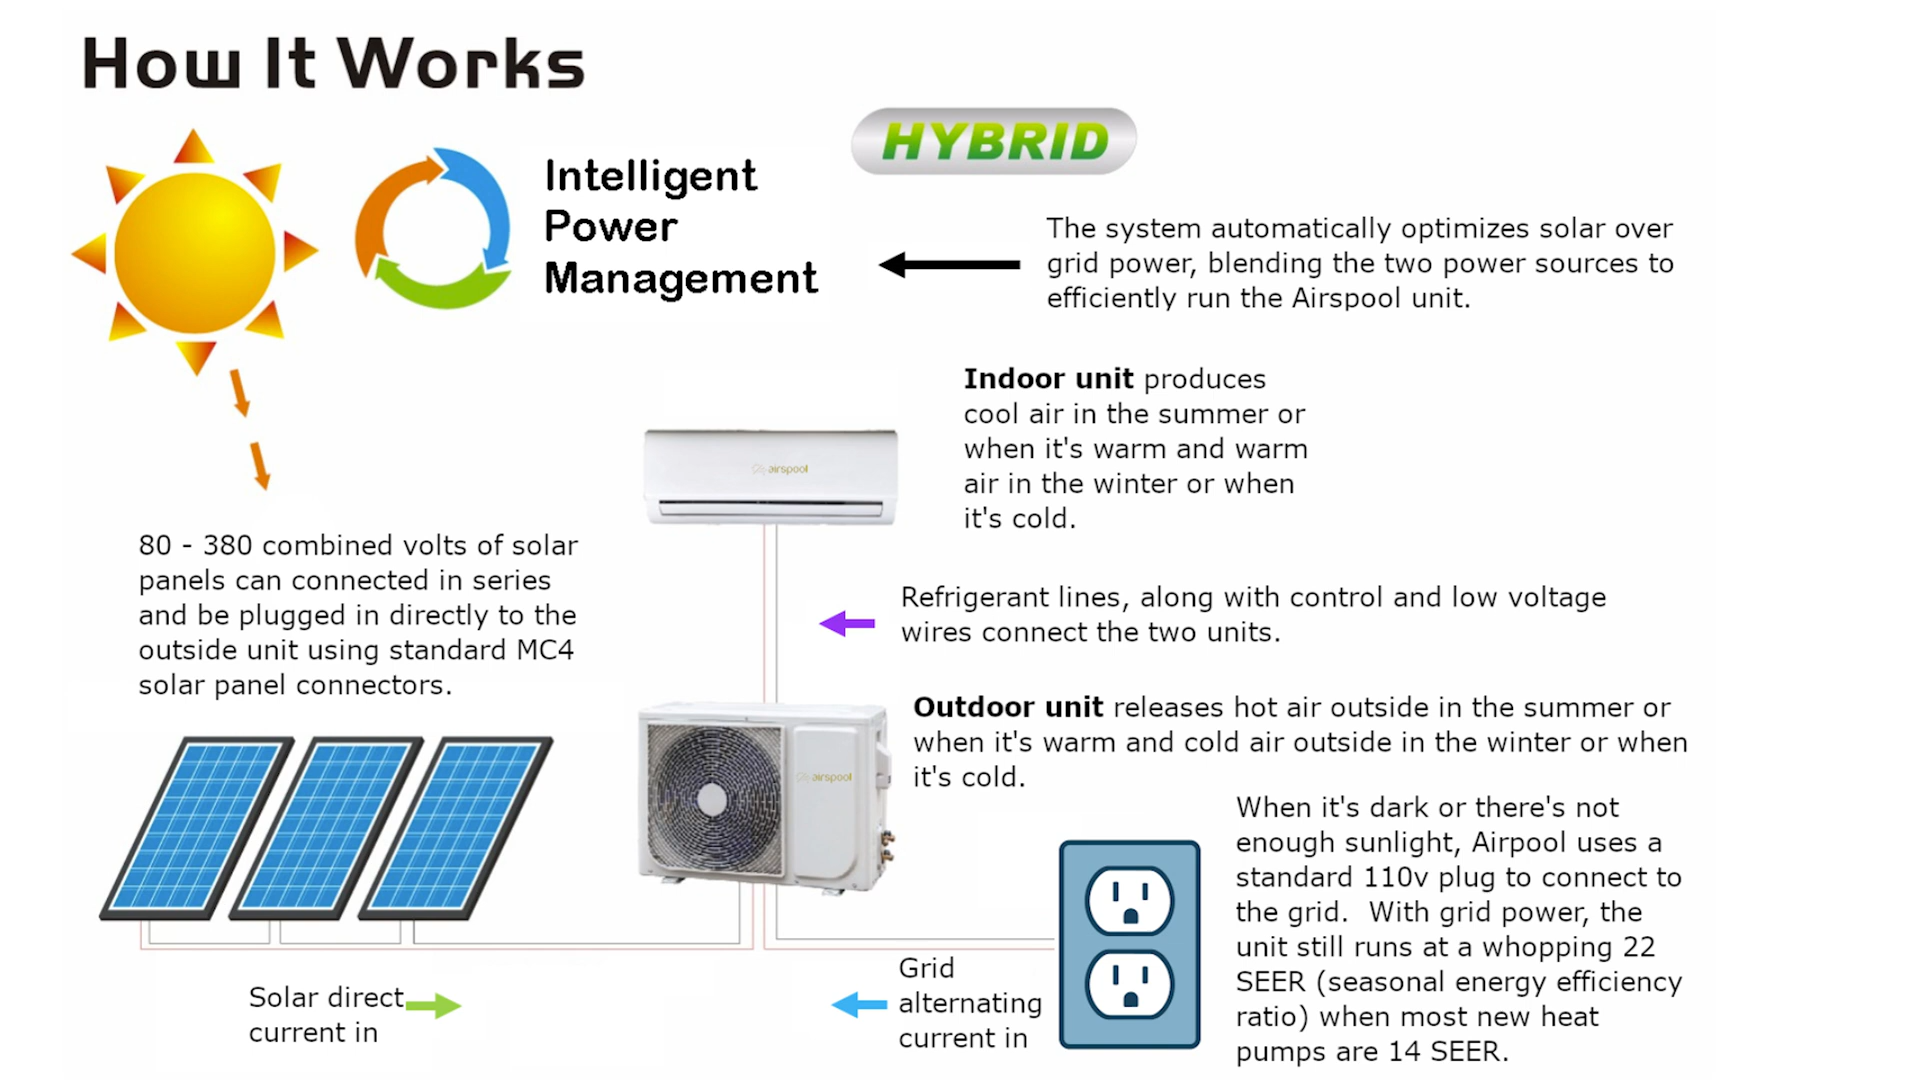 How It Works
HYBRID
Intelligent
Power
Management
The system automatically optimizes solar over
grid power, blending the two power sources to
efficiently run the Airspool unit.
Indoor unit produces
cool air in the summer or
when it's warm and warm
air in the winter or when
it's cold.
airspool
80 - 380 combined volts of solar
panels can connected in series
and be plugged in directly to the
outside unit using standard MC4
solar panel connectors.
Refrigerant lines, along with control and low voltage
wires connect the two units.
Outdoor unit releases hot air outside in the summer or
when it's warm and cold air outside in the winter or when
it's cold.
airspool
When it's dark or there's not
enough sunlight, Airpool uses a
standard 110v plug to connect to
the grid.  With grid power, the
unit still runs at a whopping 22
SEER (seasonal energy efficiency
ratio) when most new heat
pumps are 14 SEER.
Solar direct
current in
Grid
alternating
current in